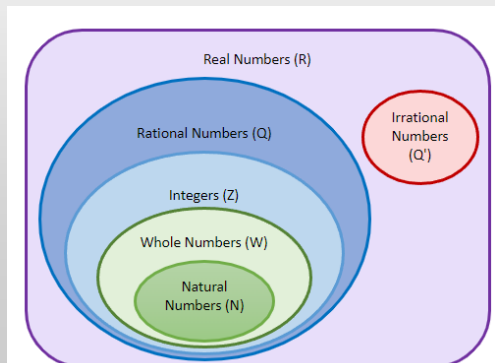 Real Numbers (R)
Rational Numbers (Q)
Irrational
Numbers
(Q')
Integers (Z)
Whole Numbers (W)
Natural
Numbers (N)